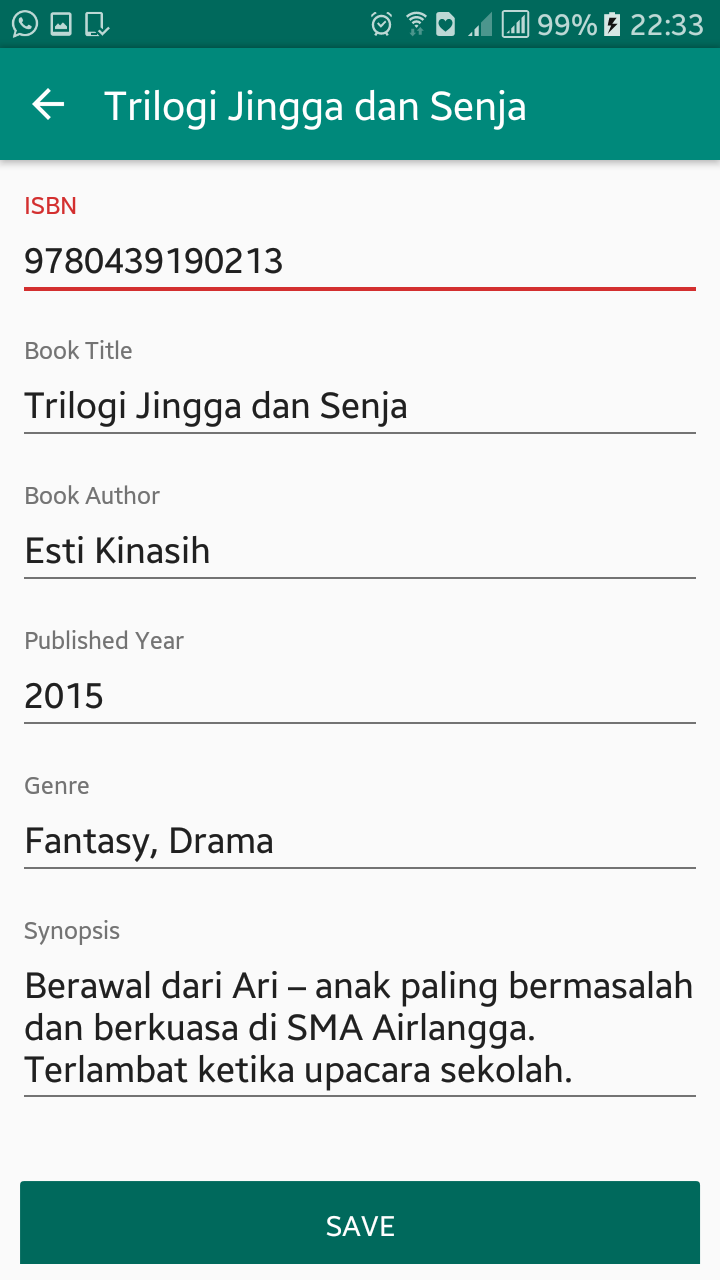 99% 22:33
Trilogi Jingga dan Senja
ISBN
9780439190213
Book Title
Trilogi Jingga dan Senja
Book Author
Esti Kinasih
Published Year
2015
Genre
Fantasy, Drama
Synopsis
Berawal dari Ari – anak paling bermasalah
dan berkuasa di SMA Airlangga.
Terlambat ketika upacara sekolah.
SAVE